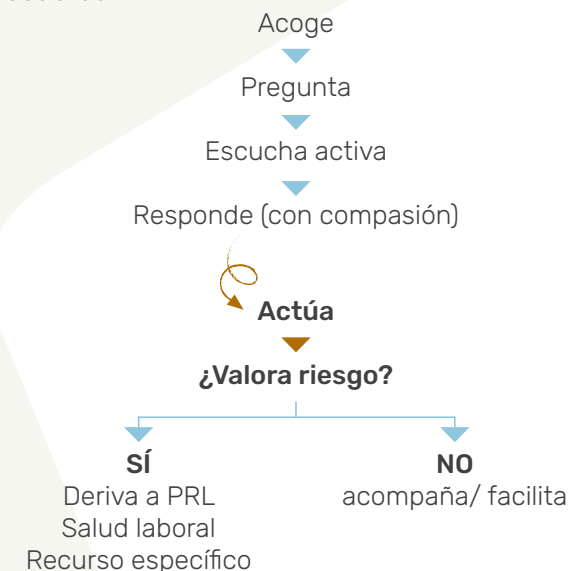 Acoge
Pregunta
Escucha activa
Responde (con compasión)
Actúa
¿Valora riesgo?
SÍ
Deriva a PRL
Salud laboral
Recurso específico
NO
acompaña/ facilita